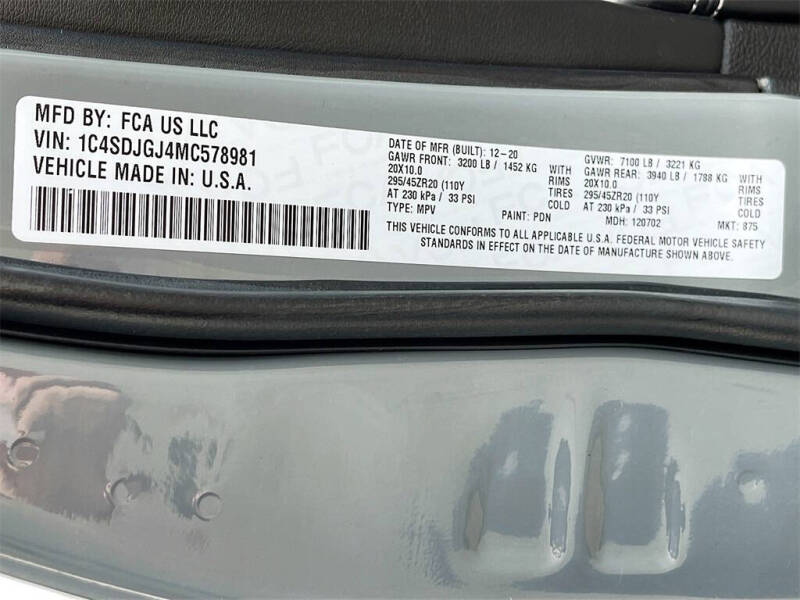 MFD BY: FCA US LLC
VIN: 1C4SDJGJ4MC578981
VEHICLE MADE IN: U.S.A.
DATE OF MFR (BUILT): 12-20 GVWR: 7100 LB / 3221 KG
GAWR FRONT: 3200 LB / 1452 KG WITH GAWR REAR: 3940 LB / 1788 KG WITH
20X10.0 RIMS 20X10.0 RIMS
295/45ZR20 (110Y TIRES 295/45ZR20 (110Y TIRES
AT 230 kPa / 33 PSI COLD AT 230 kPa / 33 PSI COLD
TYPE: MPV PAINT: PDN MDH: 120702 MKT: 875
THIS VEHICLE CONFORMS TO ALL APPLICABLE U.S.A. FEDERAL MOTOR VEHICLE SAFETY
STANDARDS IN EFFECT ON THE DATE OF MANUFACTURE SHOWN ABOVE.